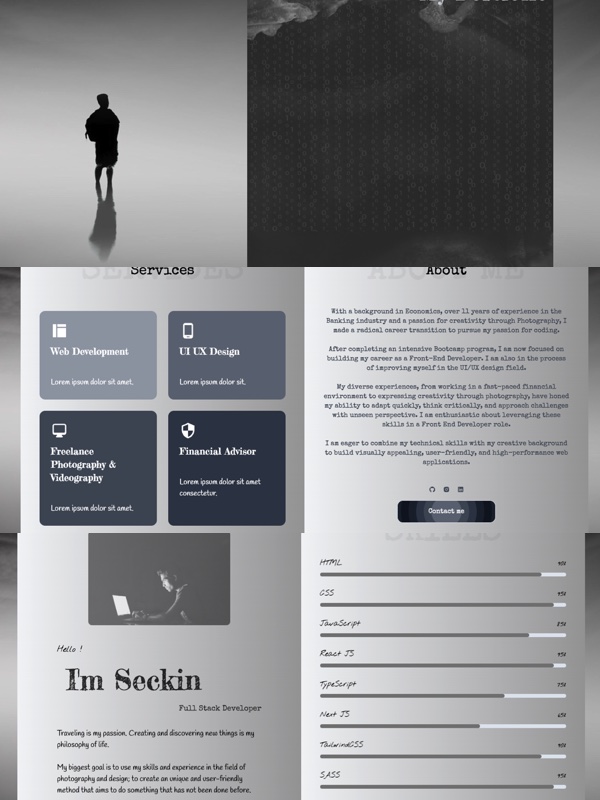 Services
Web Development
Lorem ipsum dolor sit amet.
UI UX Design
Lorem ipsum dolor sit amet.
Freelance
Photography &
Videography
Lorem ipsum dolor sit amet.
Financial Advisor
Lorem ipsum dolor sit amet
consectetur.
About
With a background in Economics, over 11 years of experience in the
Banking industry and a passion for creativity through Photography, I
made a radical career transition to pursue my passion for coding.
After completing an intensive Bootcamp program, I am now focused on
building my career as a Front-End Developer. I am also in the process
of improving myself in the UI/UX design field.
My diverse experiences, from working in a fast-paced financial
environment to expressing creativity through photography, have honed
my ability to adapt quickly, think critically, and approach challenges
with unseen perspective. I am enthusiastic about leveraging these
skills in a Front End Developer role.
I am eager to combine my technical skills with my creative background
to build visually appealing, user-friendly, and high-performance web
applications.
Contact me
Hello !
I'm Seckin
Full Stack Developer
Traveling is my passion. Creating and discovering new things is my
philosophy of life.
My biggest goal is to use my skills and experience in the field of
photography and design; to create an unique and user-friendly
method that aims to do something that has not been done before.
HTML 90%
CSS 95%
JavaScript 85%
React JS 95%
TypeScript 75%
Next JS 65%
TailwindCSS 90%
SASS 95%